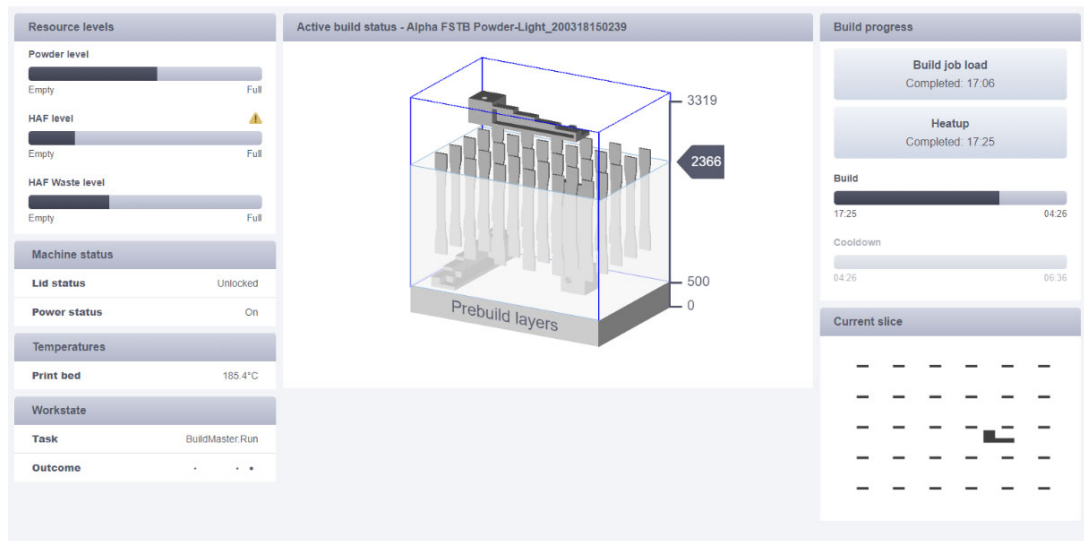 Resource levels
Powder level
Empty Full
HAF level
Empty Full
HAF Waste level
Empty Full
Machine status
Lid status Unlocked
Power status On
Temperatures
Print bed 185.4°C
Workstate
Task BuildMaster.Run
Outcome
Active build status - Alpha FSTB Powder-Light_200318150239
3319
2366
500
0
Prebuild layers
Build progress
Build job load
Completed: 17:06
Heatup
Completed: 17:25
Build
17:25 04:26
Cooldown
04:26 06:36
Current slice